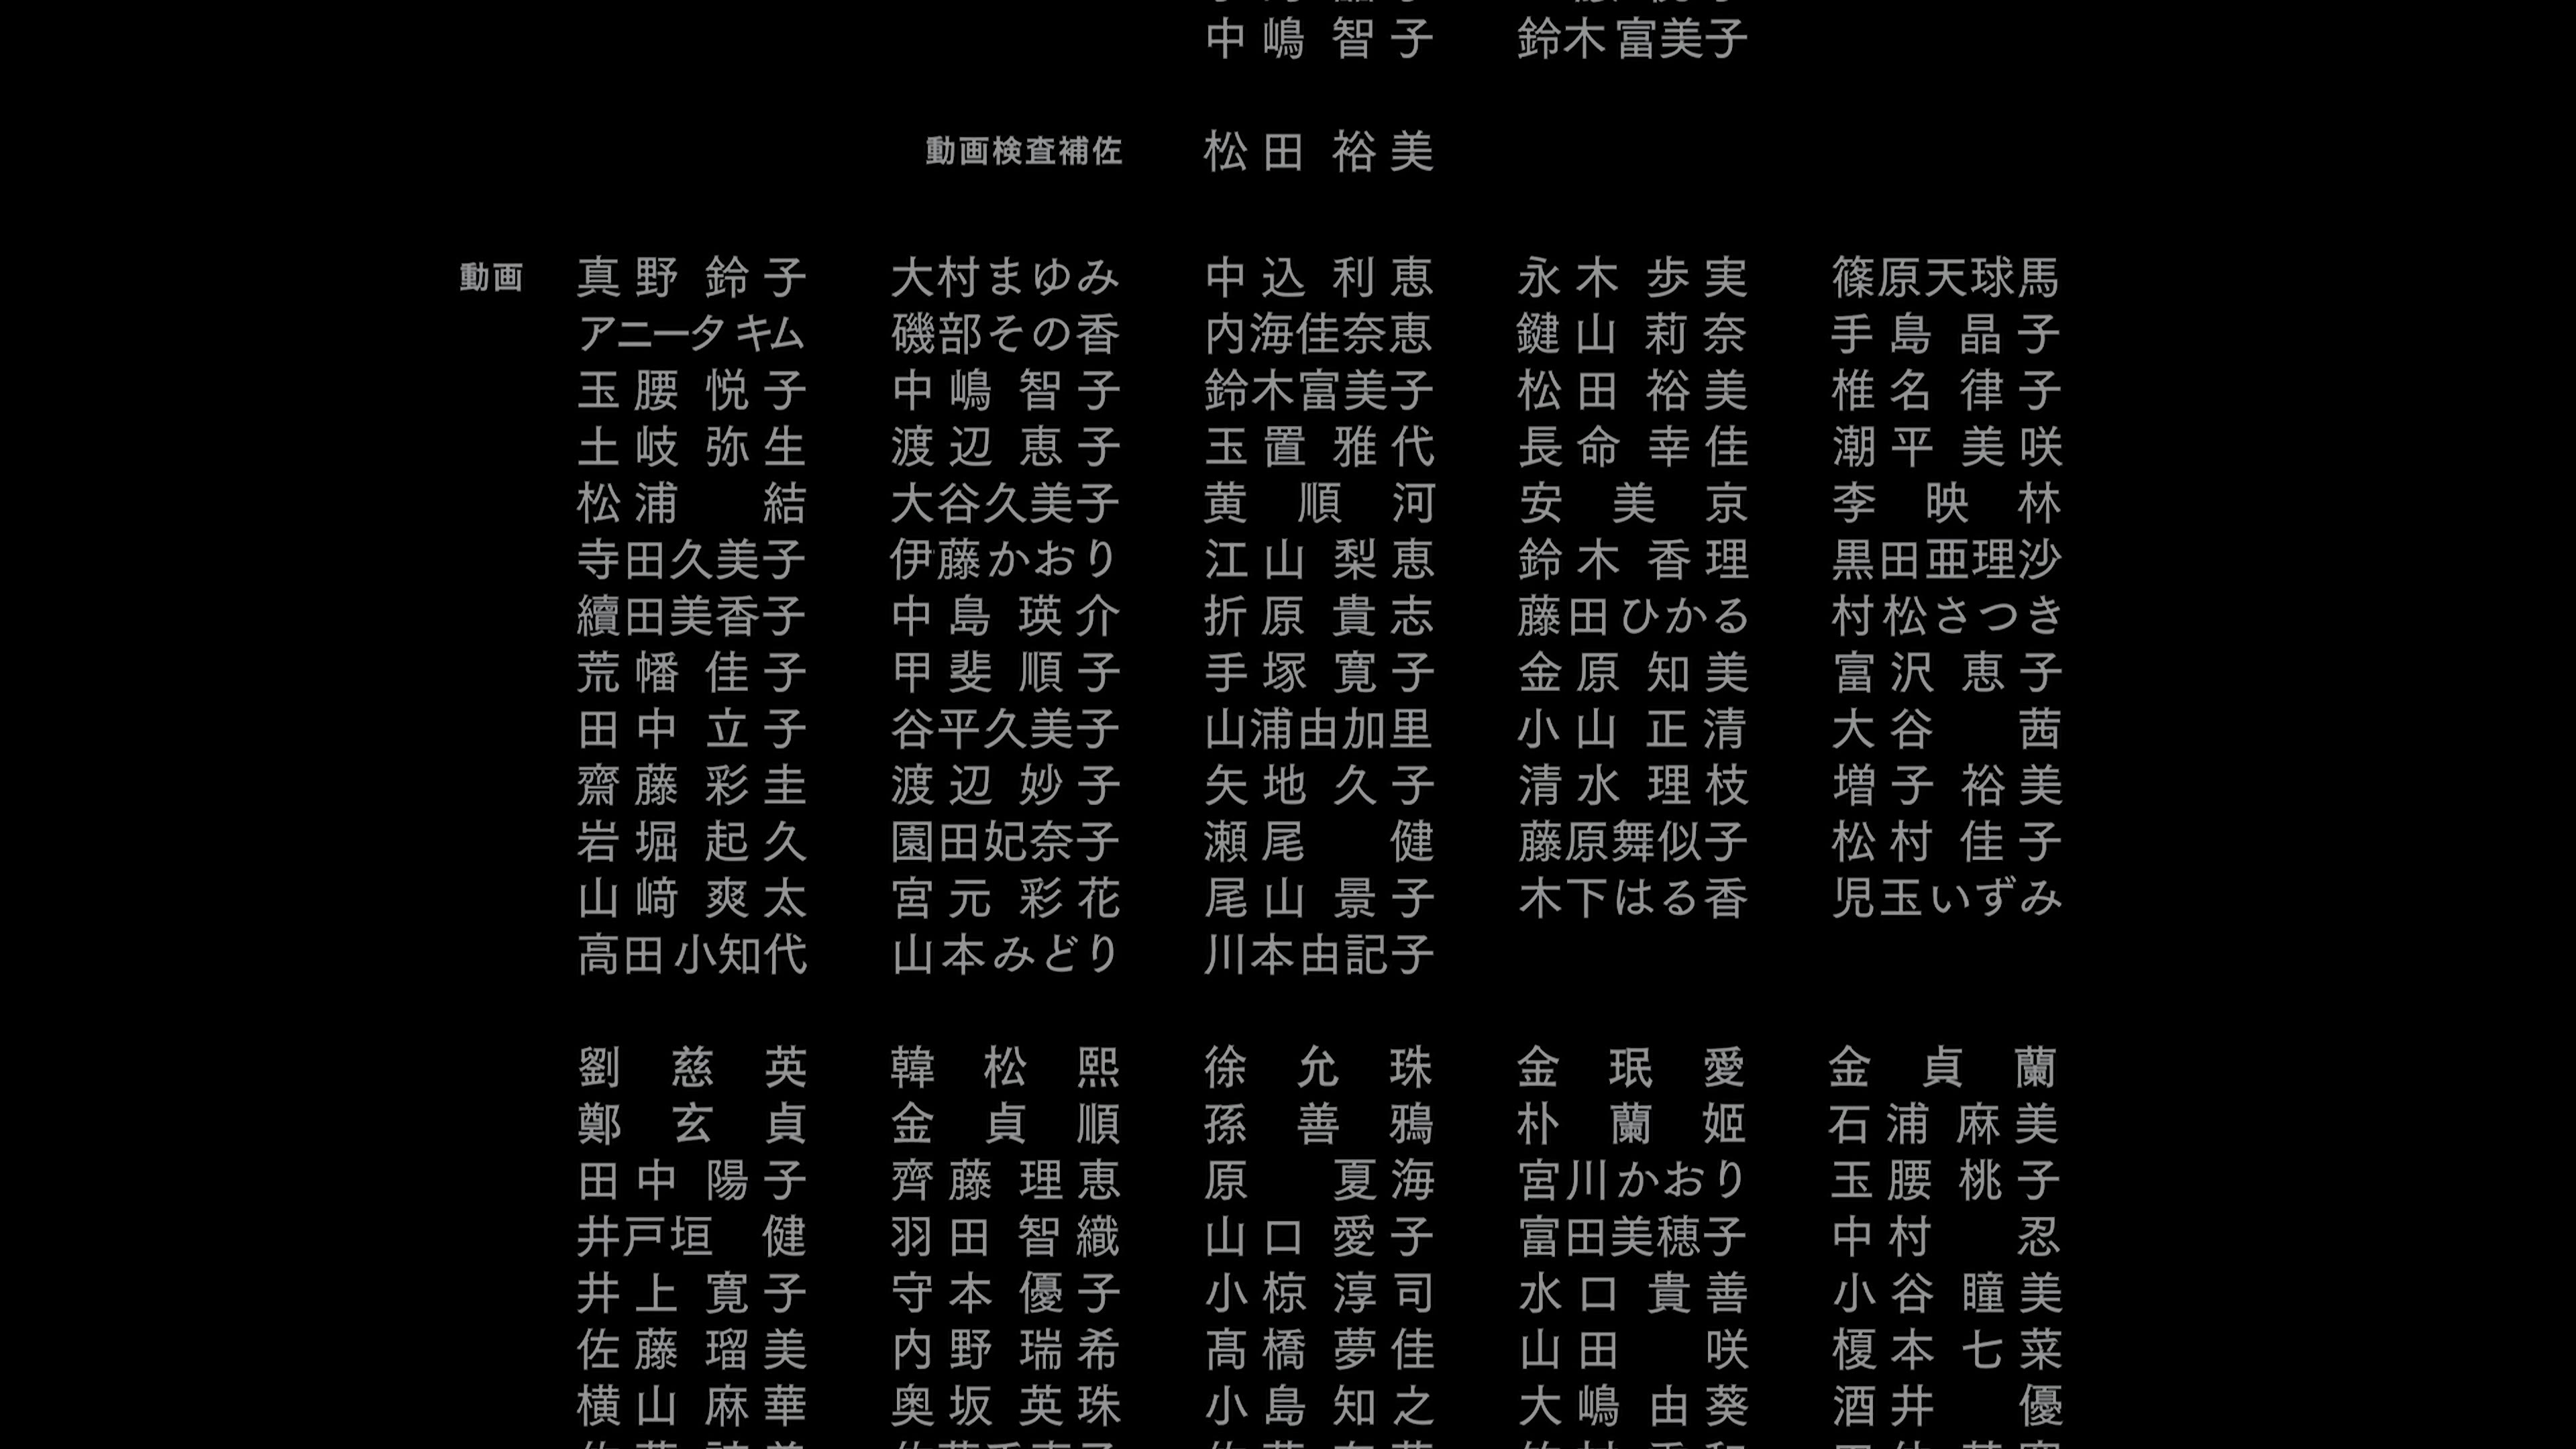 中嶋 智子 鈴木富美子
動画検査補佐 松田 裕美
動画 真野 鈴子 大村まゆみ 中込 利恵 永木 歩実 篠原天球馬
アニータ キム 磯部その香 内海佳奈恵 鍵山 莉奈 手島 晶子
玉腰 悦子 中嶋 智子 鈴木富美子 松田 裕美 椎名 律子
土岐 弥生 渡辺 恵子 玉置 雅代 長命 幸佳 潮平 美咲
松浦 結 大谷久美子 黄 順河 安 美京 李 映林
寺田久美子 伊藤かおり 江山 梨恵 鈴木 香理 黒田亜理沙
續田美香子 中島 瑛介 折原 貴志 藤田ひかる 村松さつき
荒幡 佳子 甲斐 順子 手塚 寛子 金原 知美 富沢 恵子
田中 立子 谷平久美子 山浦由加里 小山 正清 大谷 茜
齋藤 彩圭 渡辺 妙子 矢地 久子 清水 理枝 増子 裕美
岩堀 起久 園田妃奈子 瀬尾 健 藤原舞似子 松村 佳子
山﨑 爽太 宮元 彩花 尾山 景子 木下はる香 児玉いずみ
高田小知代 山本みどり 川本由記子
劉 慈英 韓 松熙 徐 允珠 金 珉愛 金 貞蘭
鄭 玄貞 金 貞順 孫 善鴉 朴 蘭姫 石浦 麻美
田中 陽子 齊藤 理恵 原 夏海 宮川かおり 玉腰 桃子
井戸垣 健 羽田 智織 山口 愛子 富田美穂子 中村 忍
井上 寛子 守本 優子 小椋 淳司 水口 貴善 小谷 瞳美
佐藤 瑠美 内野 瑞希 髙橋 夢佳 山田 咲 榎本 七菜
横山 麻華 奥坂 英珠 小島 知之 大嶋 由葵 酒井 優